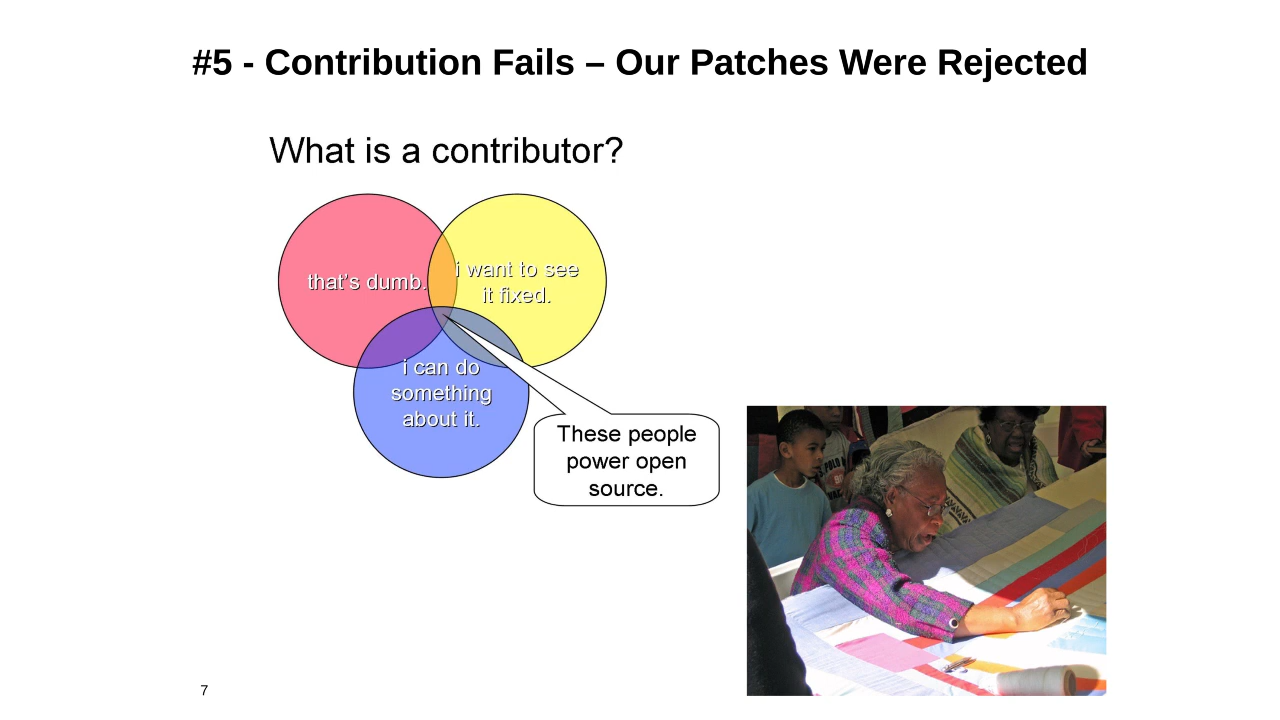 #5 - Contribution Fails – Our Patches Were Rejected
What is a contributor?
that's dumb.
i want to see
it fixed.
i can do
something
about it.
These people
power open
source.
7